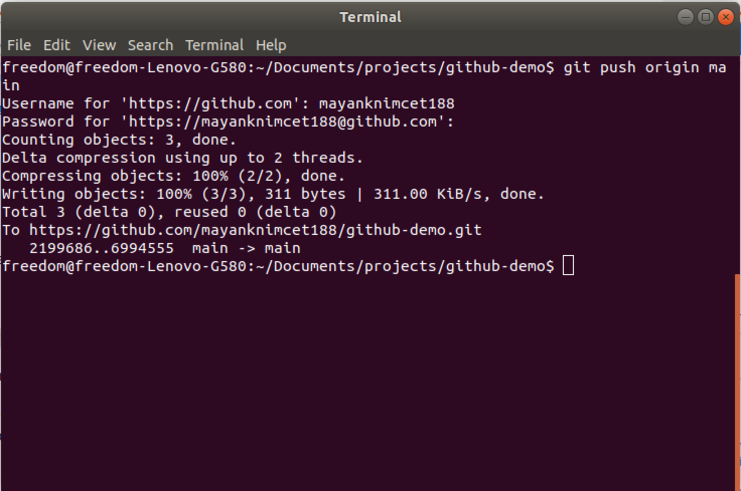 Terminal
File Edit View Search Terminal Help
freedom@freedom-Lenovo-G580:~/Documents/projects/github-demo$ git push origin ma
in
Username for 'https://github.com': mayanknimcet188
Password for 'https://mayanknimcet188@github.com':
Counting objects: 3, done.
Delta compression using up to 2 threads.
Compressing objects: 100% (2/2), done.
Writing objects: 100% (3/3), 311 bytes | 311.00 KiB/s, done.
Total 3 (delta 0), reused 0 (delta 0)
To https://github.com/mayanknimcet188/github-demo.git
   2199686..6994555  main -> main
freedom@freedom-Lenovo-G580:~/Documents/projects/github-demo$